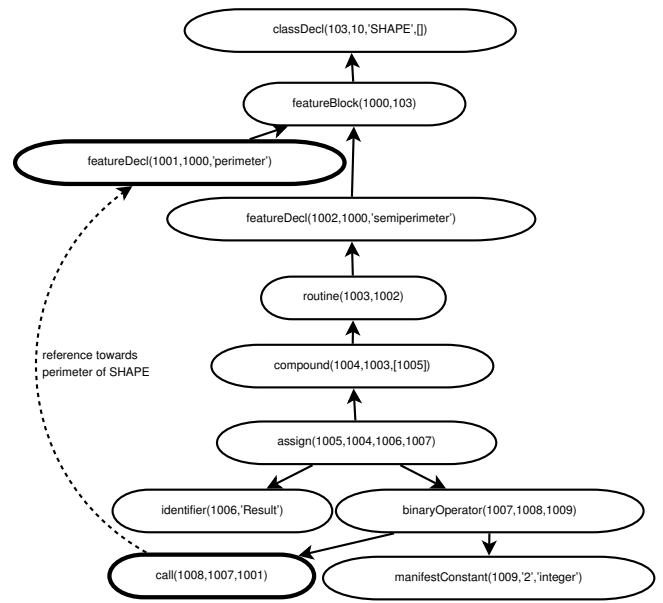 classDecl(103,10,'SHAPE',[])
featureBlock(1000,103)
featureDecl(1001,1000,'perimeter')
featureDecl(1002,1000,'semiperimeter')
routine(1003,1002)
reference towards
perimeter of SHAPE
compound(1004,1003,[1005])
assign(1005,1004,1006,1007)
identifier(1006,'Result')
binaryOperator(1007,1008,1009)
call(1008,1007,1001)
manifestConstant(1009,'2','integer')